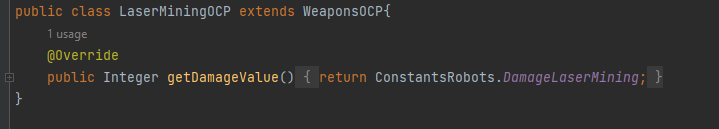 public class LaserMiningOCP extends WeaponsOCP{
1 usage
@Override
public Integer getDamageValue() { return ConstantsRobots.DamageLaserMining; }
}